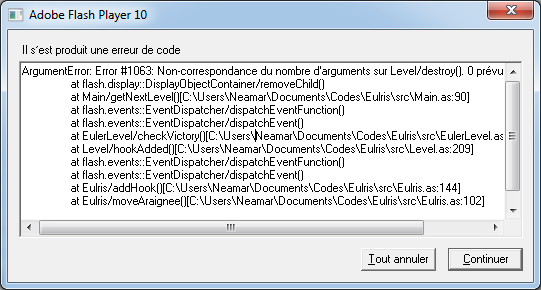 Adobe Flash Player 10
Il s´est produit une erreur de code
ArgumentError: Error #1063: Non-correspondance du nombre d'arguments sur Level/destroy(). 0 prévu
at flash.display::DisplayObjectContainer/removeChild()
at Main/getNextLevel()[C:\Users\Neamar\Documents\Codes\Eulris\src\Main.as:90]
at flash.events::EventDispatcher/dispatchEventFunction()
at flash.events::EventDispatcher/dispatchEvent()
at EulerLevel/checkVictory()[C:\Users\Neamar\Documents\Codes\Eulris\src\EulerLevel.as
at Level/hookAdded()[C:\Users\Neamar\Documents\Codes\Eulris\src\Level.as:209]
at flash.events::EventDispatcher/dispatchEventFunction()
at flash.events::EventDispatcher/dispatchEvent()
at Eulris/addHook()[C:\Users\Neamar\Documents\Codes\Eulris\src\Eulris.as:144]
at Eulris/moveAraignee()[C:\Users\Neamar\Documents\Codes\Eulris\src\Eulris.as:102]
Tout annuler
Continuer